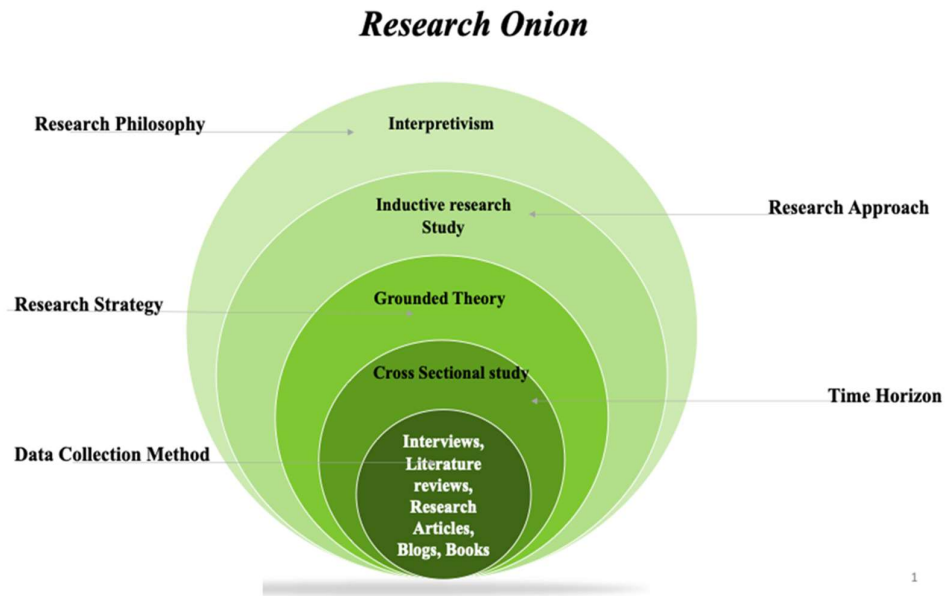 Research Onion
Research Philosophy
Interpretivism
Inductive research
Study
Research Approach
Research Strategy
Grounded Theory
Cross Sectional study
Time Horizon
Data Collection Method
Interviews,
Literature
reviews,
Research
Articles,
Blogs, Books
1